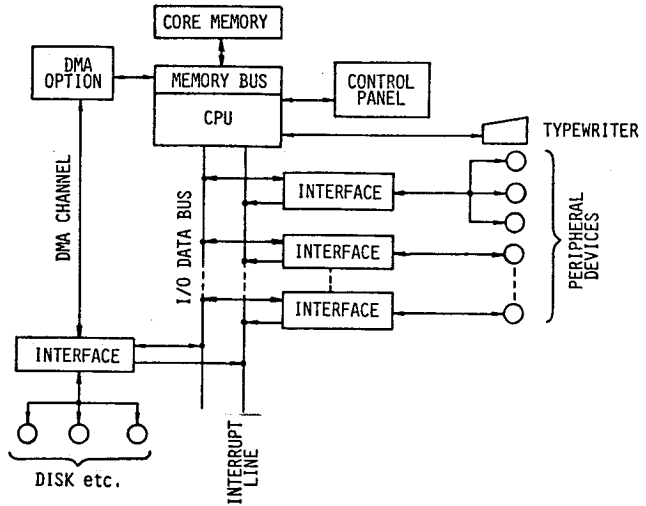 CORE MEMORY
DMA
OPTION
MEMORY BUS
CPU
CONTROL
PANEL
TYPEWRITER
DMA CHANNEL
I/O DATA BUS
INTERFACE
INTERFACE
INTERFACE
PERIPHERAL
DEVICES
INTERFACE
DISK etc.
INTERRUPT
LINE